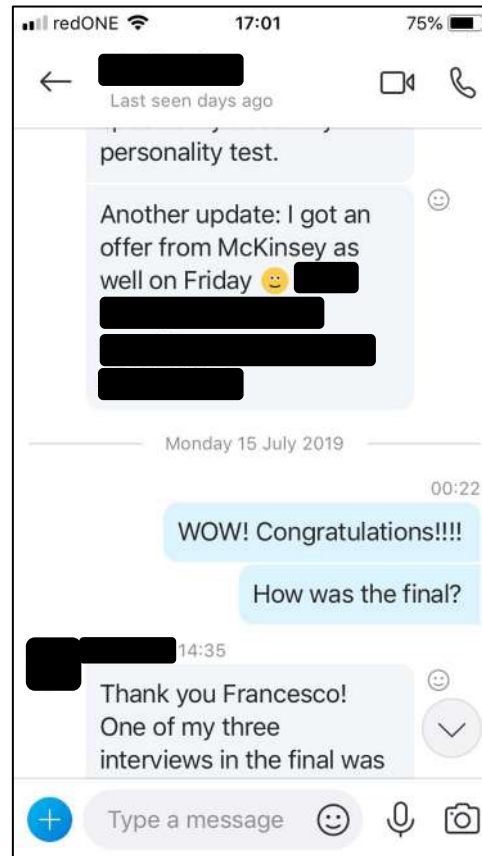 redONE 17:01 75%
Last seen days ago
personality test.
Another update: I got an
offer from McKinsey as
well on Friday
Monday 15 July 2019
00:22
WOW! Congratulations!!!!
How was the final?
14:35
Thank you Francesco!
One of my three
interviews in the final was
Type a message